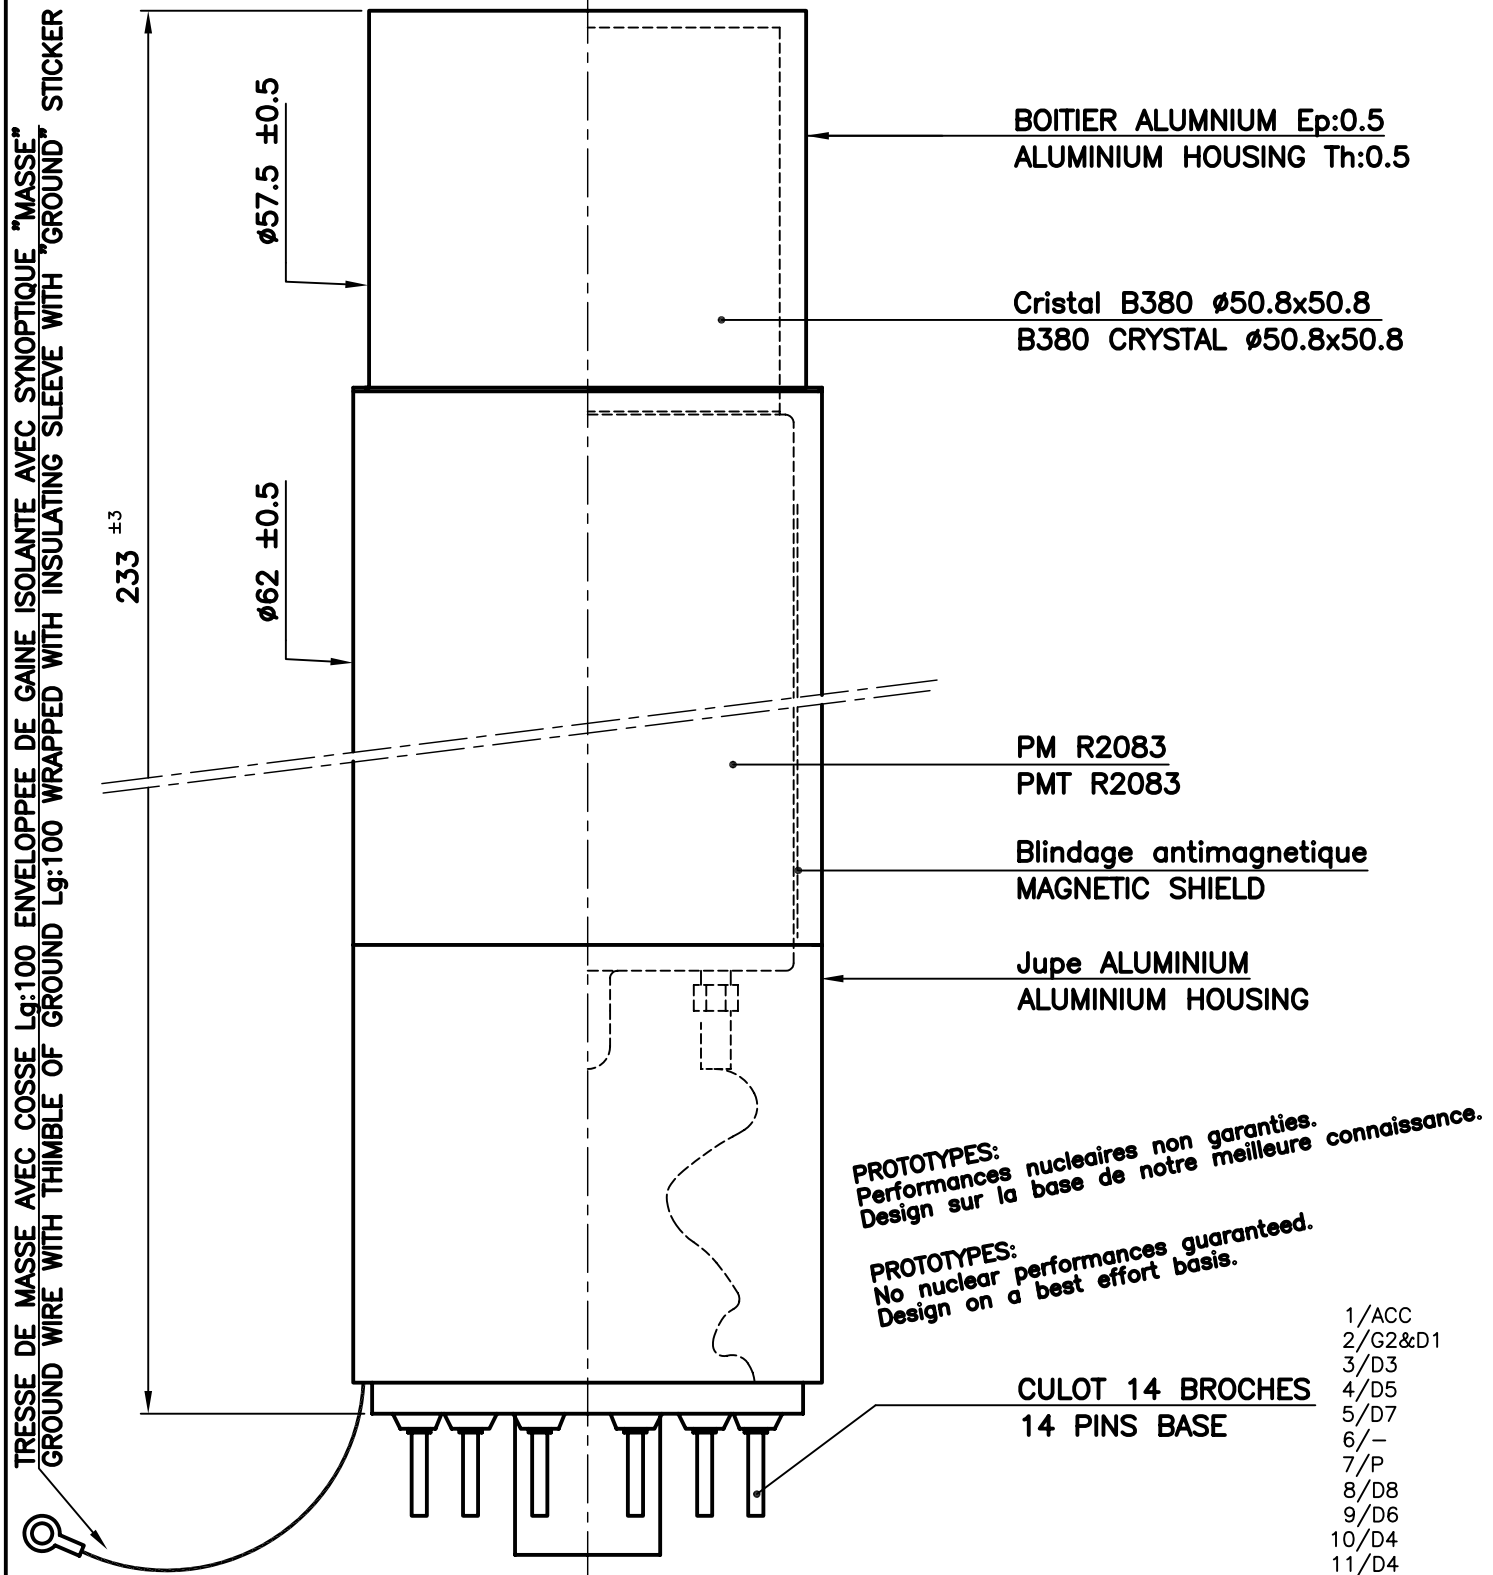 TRESSE DE MASSE AVEC COSSE Lg:100 ENVELOPPEE DE GAINE ISOLANTE AVEC SYNOPTIQUE "MASSE"
GROUND WIRE WITH THIMBLE OF GROUND Lg:100 WRAPPED WITH INSULATING SLEEVE WITH "GROUND" STICKER
233 ±3
ø57.5 ±0.5
ø62 ±0.5
BOITIER ALUMNIUM Ep:0.5
ALUMINIUM HOUSING Th:0.5
Cristal B380 ø50.8x50.8
B380 CRYSTAL ø50.8x50.8
PM R2083
PMT R2083
Blindage antimagnetique
MAGNETIC SHIELD
Jupe ALUMINIUM
ALUMINIUM HOUSING
PROTOTYPES:
Performances nucleaires non garanties.
Design sur la base de notre meilleure connaissance.
PROTOTYPES:
No nuclear performances guaranteed.
Design on a best effort basis.
CULOT 14 BROCHES
14 PINS BASE
1/ACC
2/G2&D1
3/D3
4/D5
5/D7
6/–
7/P
8/D8
9/D6
10/D4
11/D4